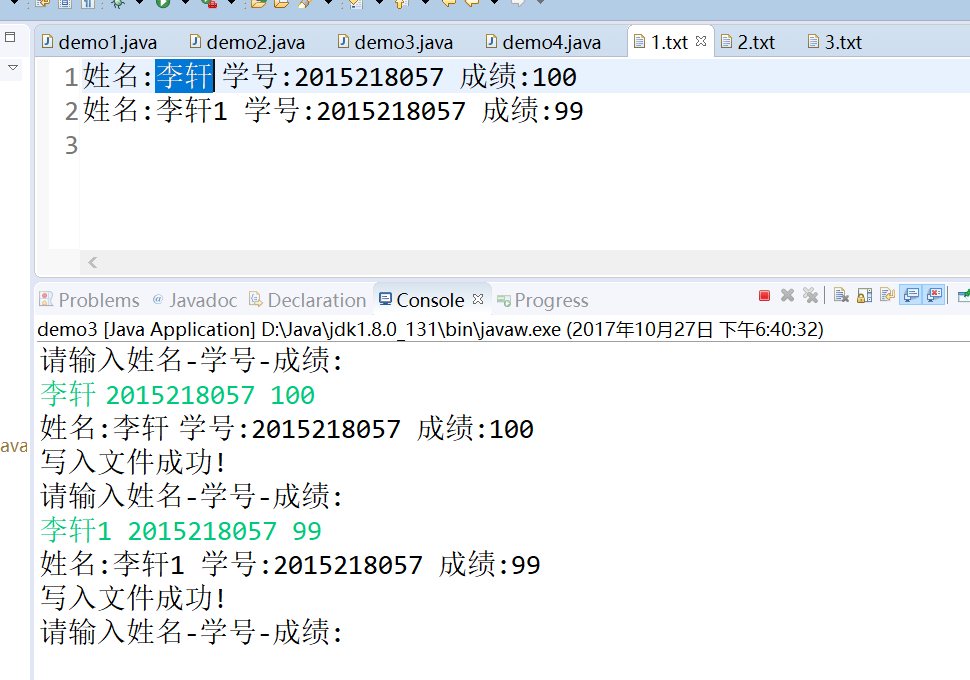 demo1.java demo2.java demo3.java demo4.java 1.txt 2.txt 3.txt
1 姓名:李轩 学号:2015218057 成绩:100
2 姓名:李轩1 学号:2015218057 成绩:99
3
Problems @ Javadoc Declaration Console Progress
demo3 [Java Application] D:\Java\jdk1.8.0_131\bin\javaw.exe (2017年10月27日 下午6:40:32)
请输入姓名-学号-成绩:
李轩 2015218057 100
姓名:李轩 学号:2015218057 成绩:100
ava
写入文件成功!
请输入姓名-学号-成绩:
李轩1 2015218057 99
姓名:李轩1 学号:2015218057 成绩:99
写入文件成功!
请输入姓名-学号-成绩: